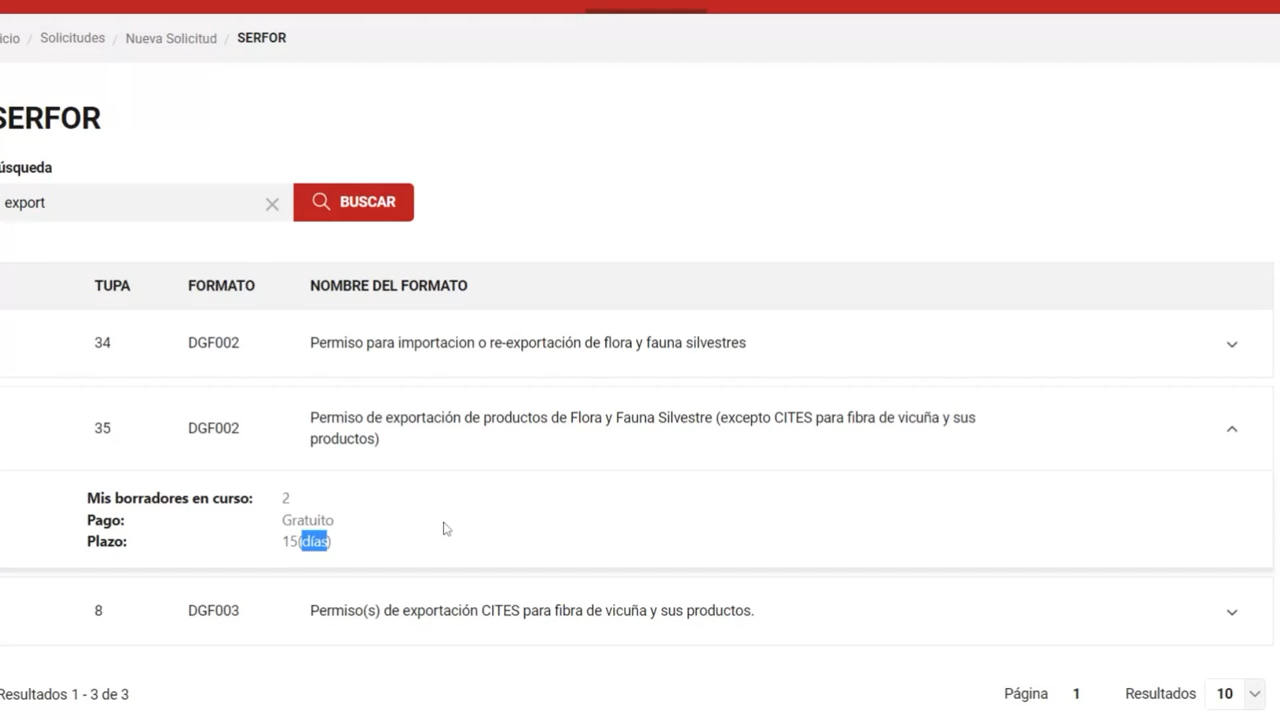 icio / Solicitudes / Nueva Solicitud / SERFOR
SERFOR
úsqueda
export
BUSCAR
TUPA FORMATO NOMBRE DEL FORMATO
34 DGF002 Permiso para importacion o re-exportación de flora y fauna silvestres
35 DGF002 Permiso de exportación de productos de Flora y Fauna Silvestre (excepto CITES para fibra de vicuña y sus
productos)
Mis borradores en curso: 2
Pago: Gratuito
Plazo: 15(días)
8 DGF003 Permiso(s) de exportación CITES para fibra de vicuña y sus productos.
Resultados 1 - 3 de 3 Página 1 Resultados 10